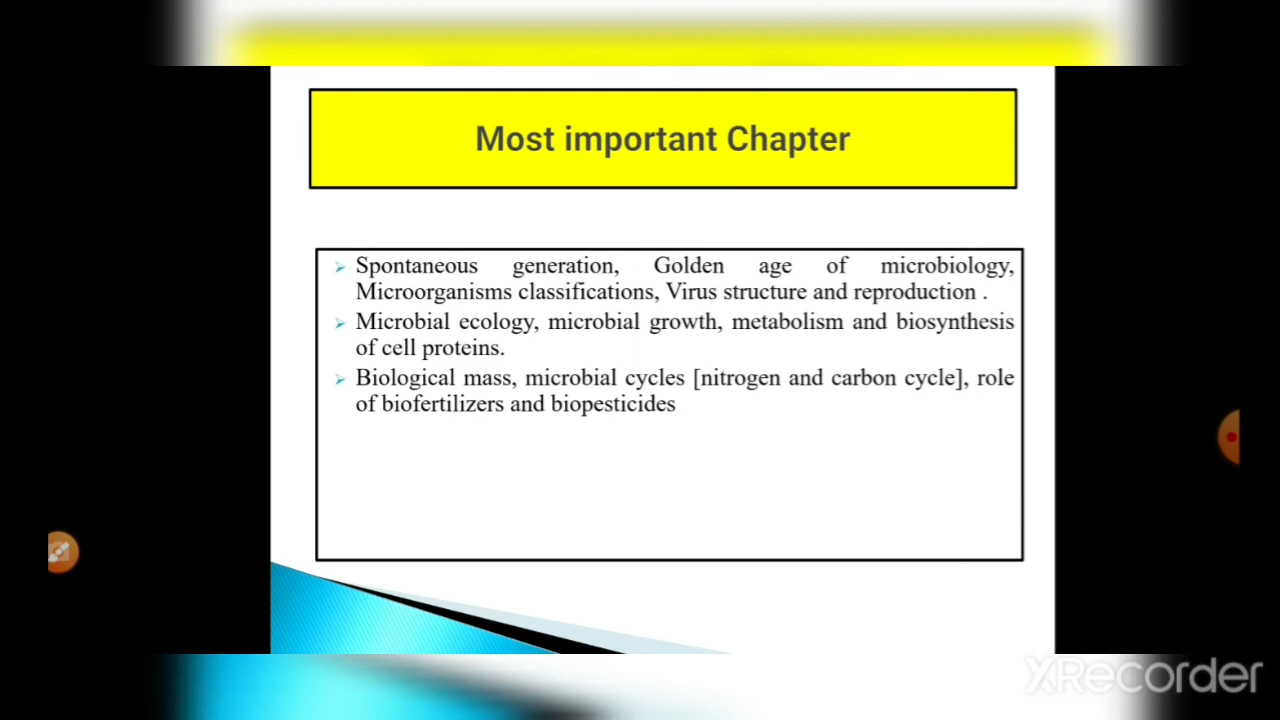 Most important Chapter
➢ Spontaneous generation, Golden age of microbiology,
Microorganisms classifications, Virus structure and reproduction .
➢ Microbial ecology, microbial growth, metabolism and biosynthesis
of cell proteins.
➢ Biological mass, microbial cycles [nitrogen and carbon cycle], role
of biofertilizers and biopesticides
XRecorder